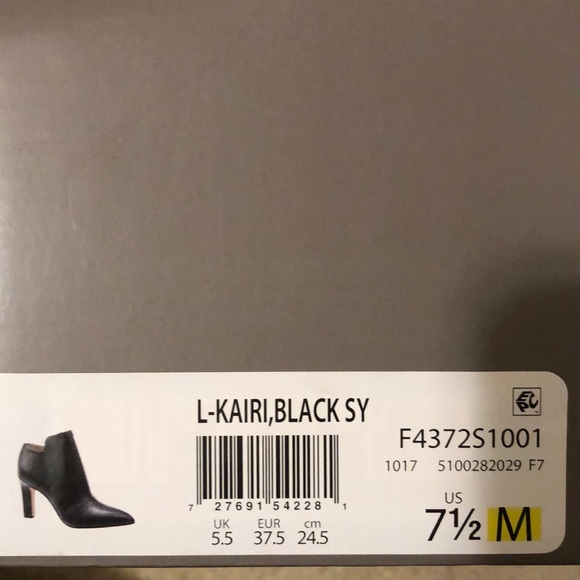 L-KAIRI,BLACK SY
EPC
F4372S1001
1017 5100282029 F7
7 27691 54228 1
UK EUR cm
5.5 37.5 24.5
US
7½ M